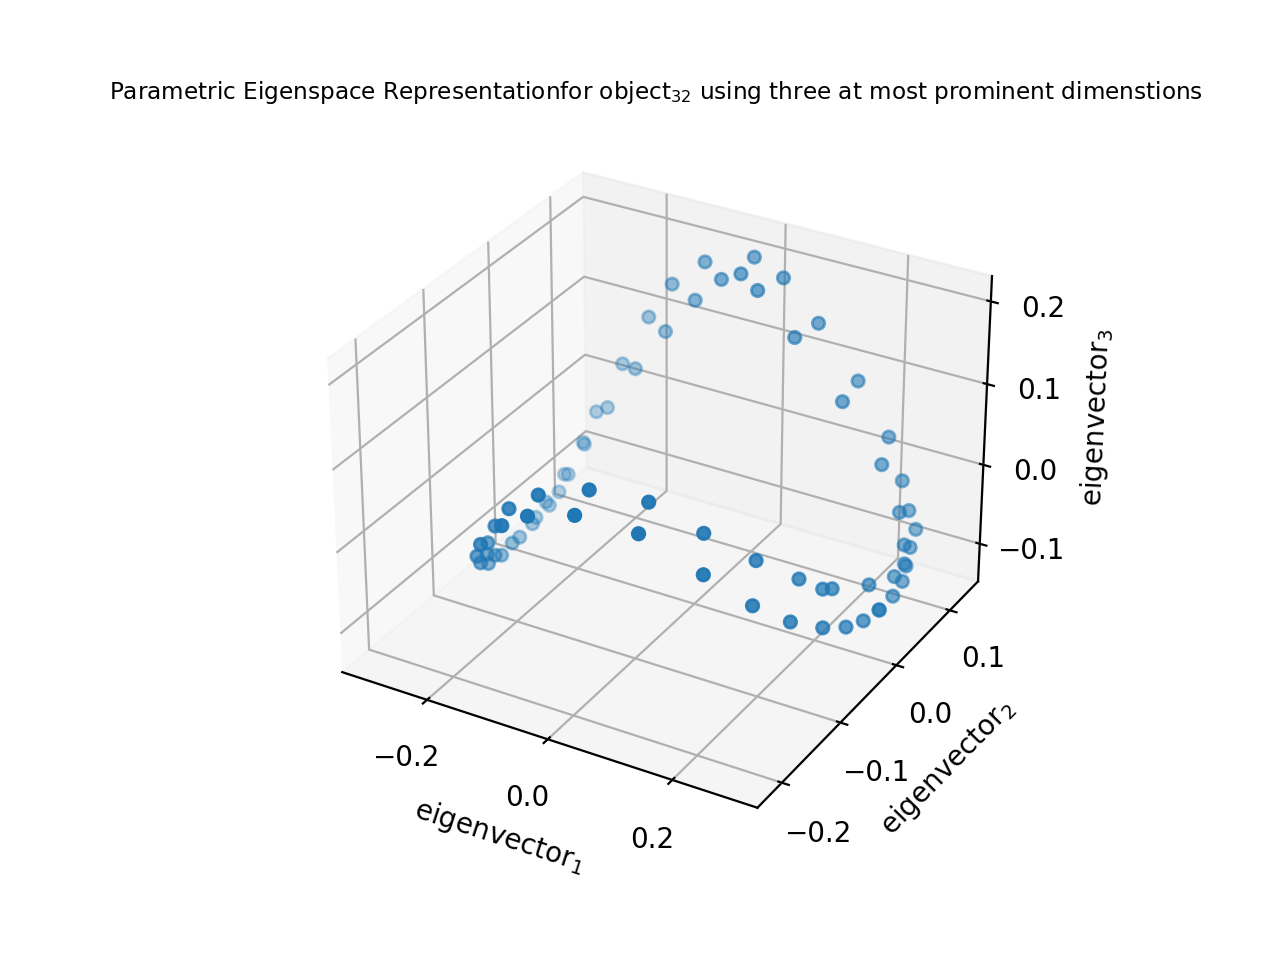 Parametric Eigenspace Representationfor object₃₂ using three at most prominent dimenstions
0.2
0.1
0.0
−0.1
eigenvector₃
0.1
0.0
−0.1
−0.2
eigenvector₂
−0.2
0.0
0.2
eigenvector₁